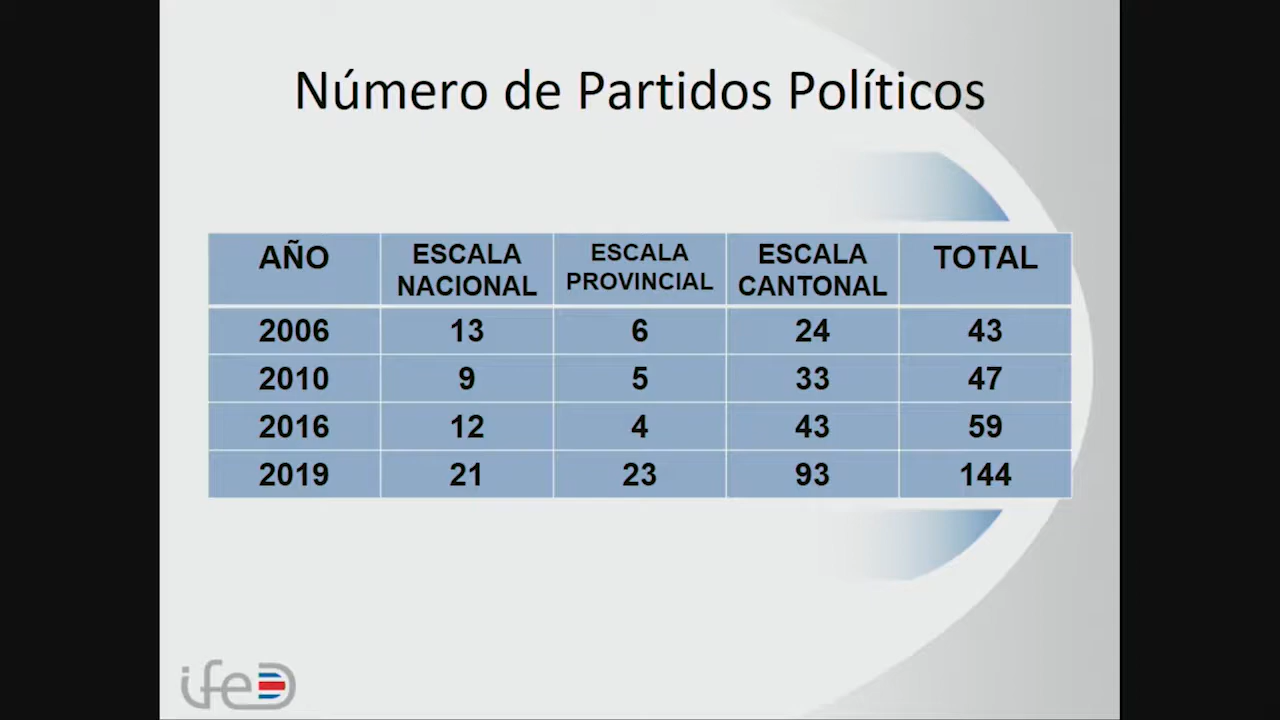 Número de Partidos Políticos
AÑO ESCALA NACIONAL ESCALA PROVINCIAL ESCALA CANTONAL TOTAL
2006 13 6 24 43
2010 9 5 33 47
2016 12 4 43 59
2019 21 23 93 144
ifeD